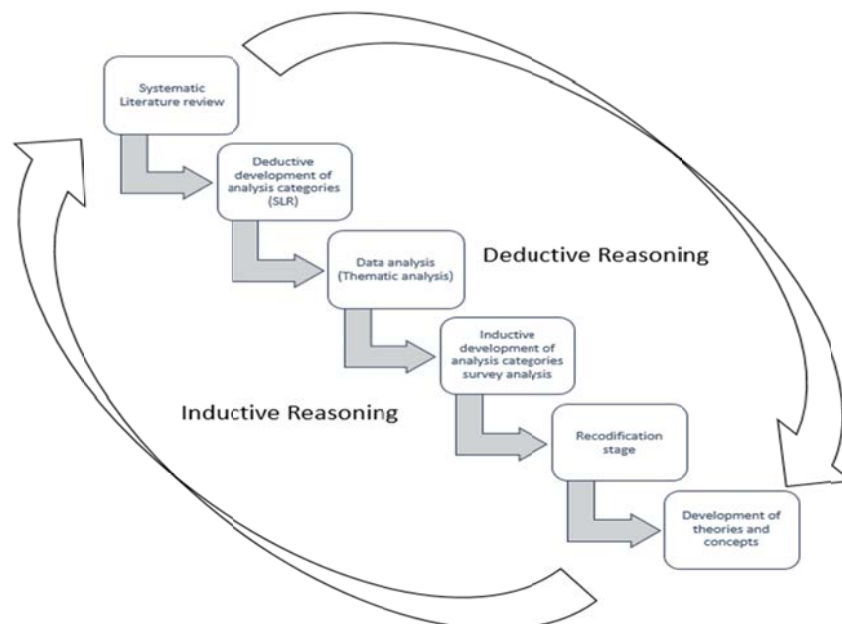 Systematic
Literature review
Deductive
development of
analysis categories
(SLR)
Data analysis
(Thematic analysis)
Deductive Reasoning
Inductive
development of
analysis categories
survey analysis
Inductive Reasoning
Recodification
stage
Development of
theories and
concepts